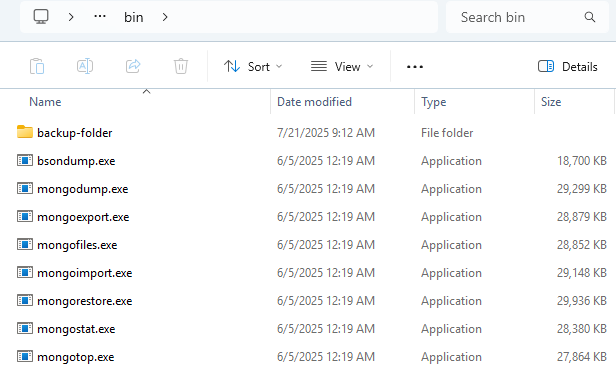 bin Search bin
Sort View Details
Name Date modified Type Size
backup-folder 7/21/2025 9:12 AM File folder
bsondump.exe 6/5/2025 12:19 AM Application 18,700 KB
mongodump.exe 6/5/2025 12:19 AM Application 29,299 KB
mongoexport.exe 6/5/2025 12:19 AM Application 28,879 KB
mongofiles.exe 6/5/2025 12:19 AM Application 28,852 KB
mongoimport.exe 6/5/2025 12:19 AM Application 29,148 KB
mongorestore.exe 6/5/2025 12:19 AM Application 29,936 KB
mongostat.exe 6/5/2025 12:19 AM Application 28,380 KB
mongotop.exe 6/5/2025 12:19 AM Application 27,864 KB